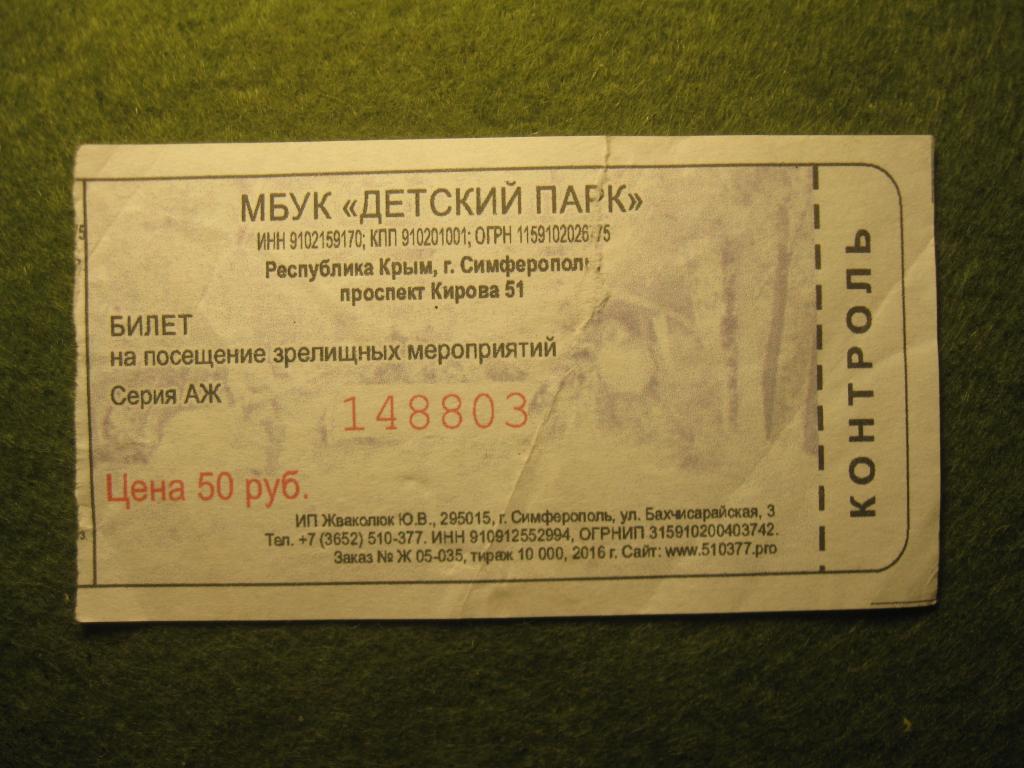 МБУК «ДЕТСКИЙ ПАРК»
ИНН 9102159170; КПП 910201001; ОГРН
Республика Крым, г. Симферополь,
проспект Кирова 51
БИЛЕТ
на посещение зрелищных мероприятий
Серия АЖ
148803
Цена 50 руб.
ИП Жваколюк Ю.В., 295015, г. Симферополь, ул. Бахчисарайская, 3
Тел. +7 (3652) 510-377. ИНН 910912552994, ОГРНИП 315910200403742.
Заказ № Ж 05-035, тираж 10 000, 2016 г. Сайт: www.510377.pro
КОНТРОЛЬ